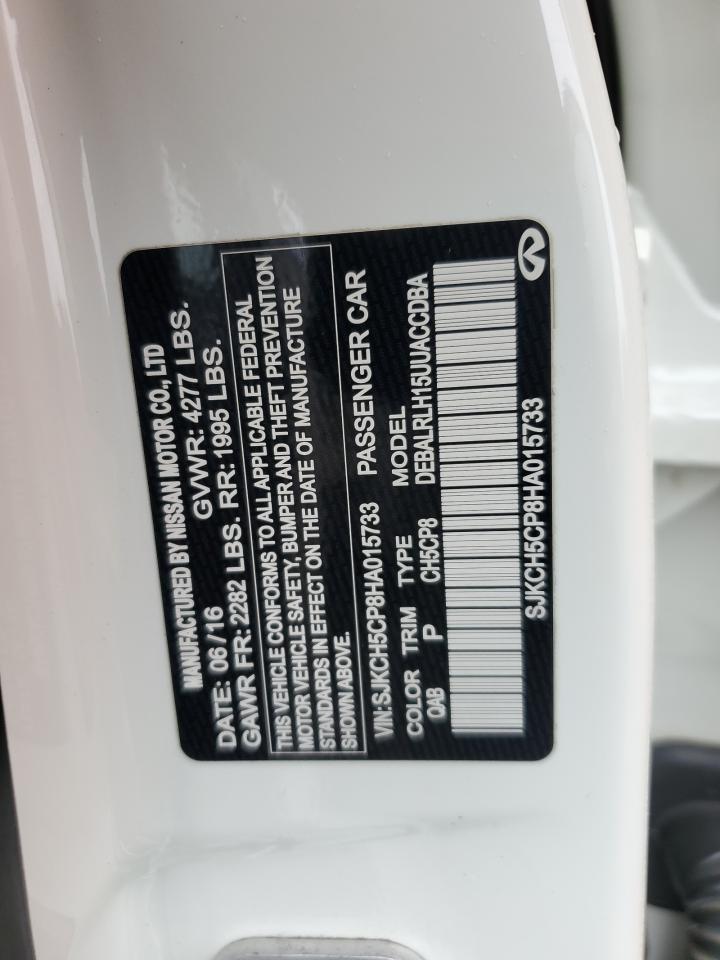 MANUFACTURED BY NISSAN MOTOR CO., LTD
DATE: 06/16 GVWR: 4277 LBS.
GAWR FR: 2282 LBS. RR: 1995 LBS.
THIS VEHICLE CONFORMS TO ALL APPLICABLE FEDERAL
MOTOR VEHICLE SAFETY, BUMPER AND THEFT PREVENTION
STANDARDS IN EFFECT ON THE DATE OF MANUFACTURE
SHOWN ABOVE.
VIN:SJKCH5CP8HA015733 PASSENGER CAR
COLOR TRIM TYPE MODEL
QAB P CH5CP8 DEBALRLH15UUACCDBA
SJKCH5CP8HA015733